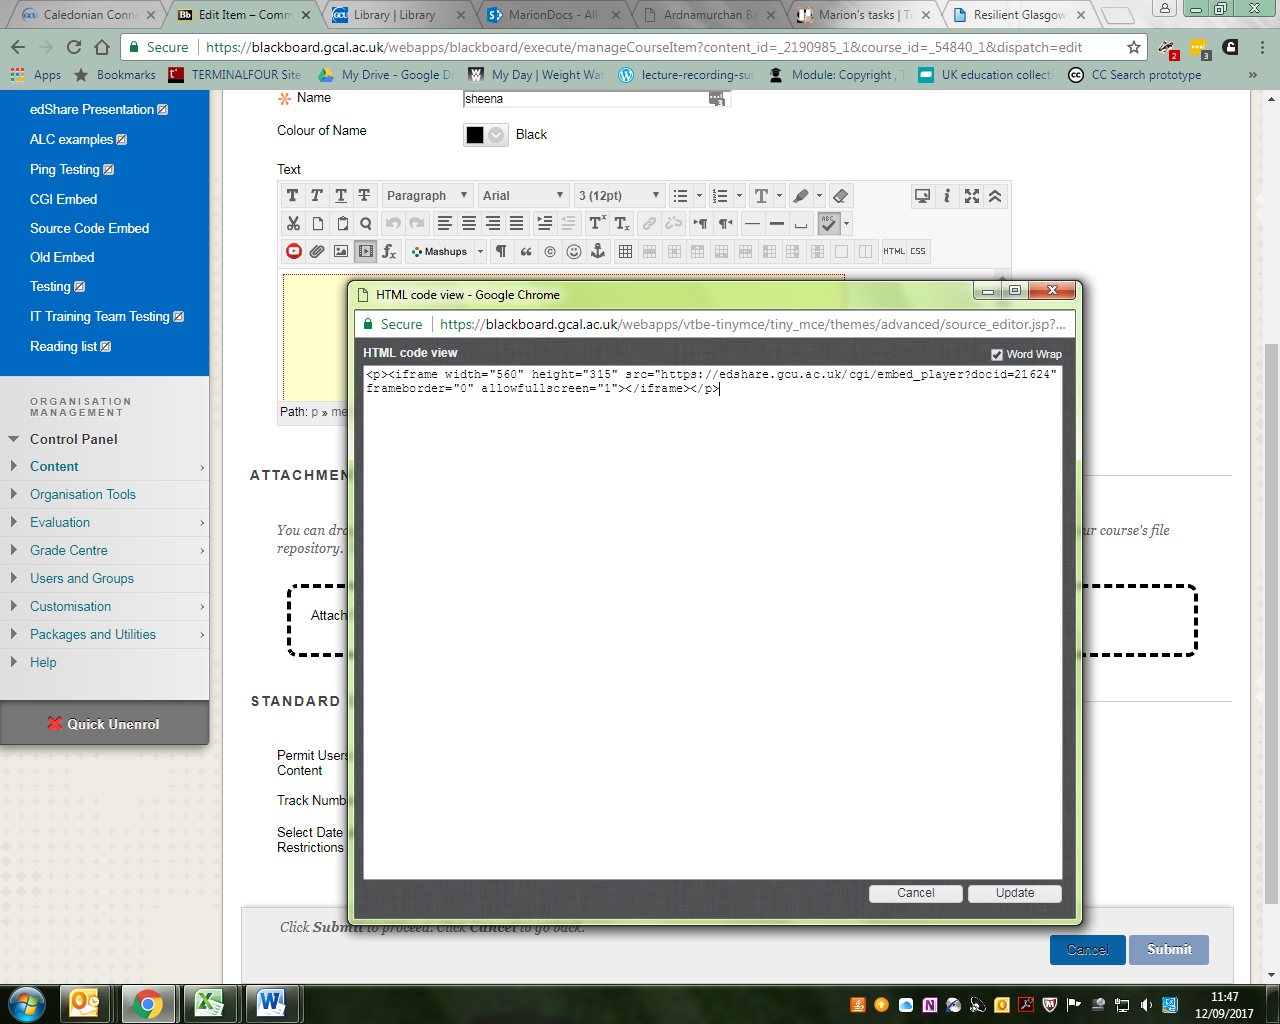 Caledonian Conn
Edit Item – Comm
Library | Library
MarionDocs - All
Ardnamurchan Ba
Marion's tasks | T
Resilient Glasgow
Secure
https://blackboard.gcal.ac.uk/webapps/blackboard/execute/manageCourseItem?content_id=_2190985_1&course_id=_54840_1&dispatch=edit
2
3
Apps
Bookmarks
TERMINALFOUR Site
My Drive - Google Dr
My Day | Weight Wat
lecture-recording-sur
Module: Copyright ,
UK education collecti
CC Search prototype
»
edShare Presentation
ALC examples
Ping Testing
CGI Embed
Source Code Embed
Old Embed
Testing
IT Training Team Testing
Reading list
ORGANISATION
MANAGEMENT
Control Panel
Content
Organisation Tools
Evaluation
Grade Centre
Users and Groups
Customisation
Packages and Utilities
Help
Quick Unenrol
Name
sheena
Colour of Name
Black
Text
Paragraph
Arial
3 (12pt)
Mashups
HTML CSS
Path: p » me
HTML code view - Google Chrome
Secure
https://blackboard.gcal.ac.uk/webapps/vtbe-tinymce/tiny_mce/themes/advanced/source_editor.jsp?...
HTML code view
Word Wrap
<p><iframe width="560" height="315" src="https://edshare.gcu.ac.uk/cgi/embed_player?docid=21624"
frameborder="0" allowfullscreen="1"></iframe></p>
Cancel
Update
ATTACHMEN
You can dra
ur course's file
repository.
Attach
STANDARD
Permit Users
Content
Track Numb
Select Date
Restrictions
Click Submit to proceed. Click Cancel to go back.
Cancel
Submit
11:47
12/09/2017